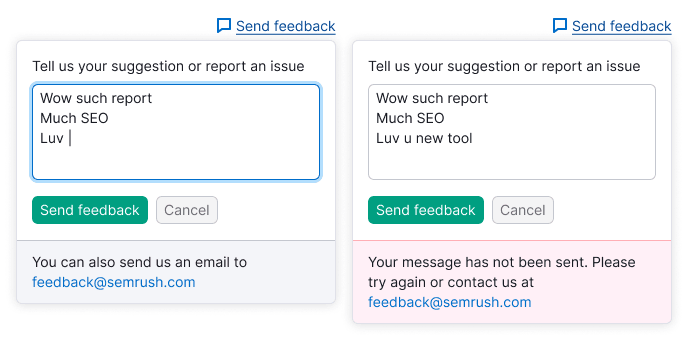 Send feedback
Tell us your suggestion or report an issue
Wow such report
Much SEO
Luv
Send feedback
Cancel
You can also send us an email to
feedback@semrush.com
Send feedback
Tell us your suggestion or report an issue
Wow such report
Much SEO
Luv u new tool
Send feedback
Cancel
Your message has not been sent. Please
try again or contact us at
feedback@semrush.com